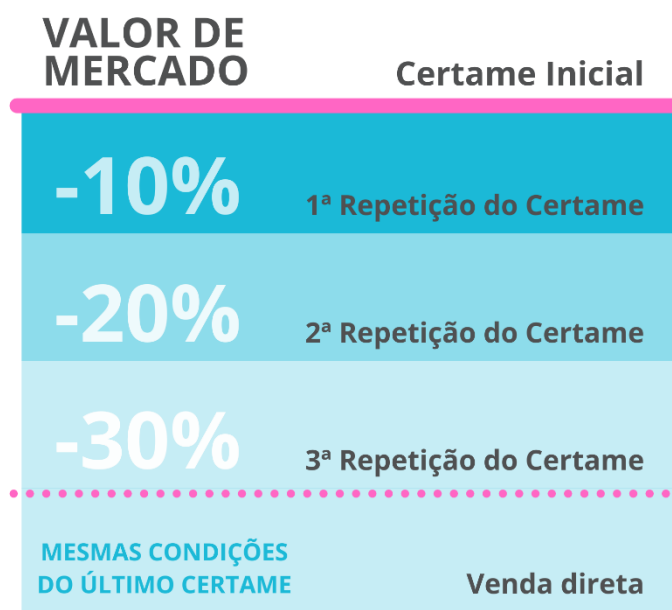 VALOR DE
MERCADO
Certame Inicial
-10%
1ª Repetição do Certame
-20%
2ª Repetição do Certame
-30%
3ª Repetição do Certame
MESMAS CONDIÇÕES
DO ÚLTIMO CERTAME
Venda direta